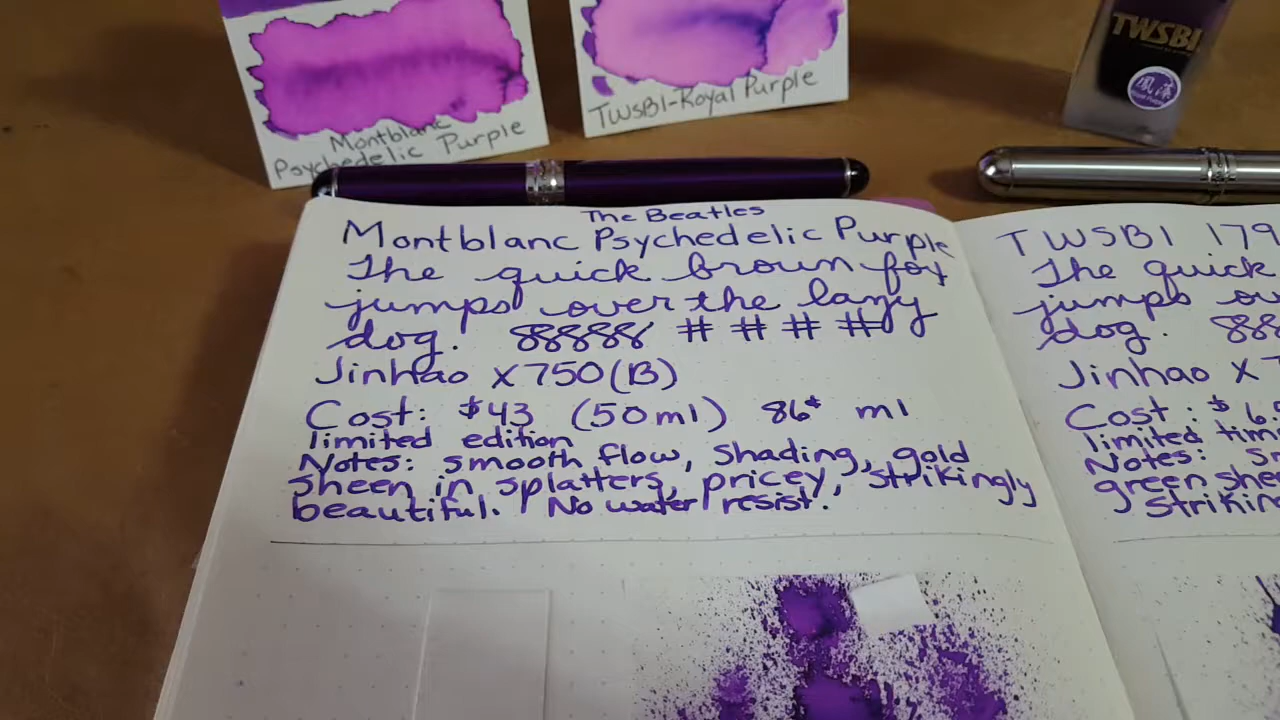 Montblanc
Psychedelic Purple
TWSBI-Royal Purple
TWSBI
The Beatles
Montblanc Psychedelic Purple
The quick brown fox
jumps over the lazy
dog. 88888 # # # #
Jinhao X750 (B)
Cost: $43 (50ml) 86¢ ml
limited edition
Notes: smooth flow, shading, gold
sheen in splatters, pricey, strikingly
beautiful. No water resist.
TWSBI 179
The quick
jumps
dog. 88
Jinhao X7
Cost: $6.
limited tim
Notes: sm
green she
strikin